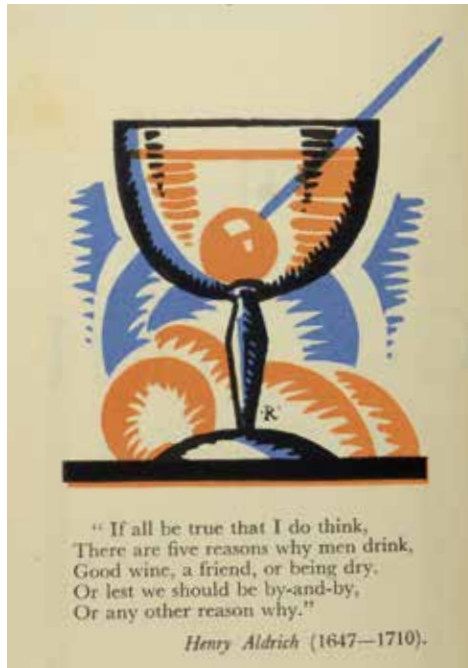 R
“ If all be true that I do think,
There are five reasons why men drink,
Good wine, a friend, or being dry.
Or lest we should be by-and-by,
Or any other reason why.”
Henry Aldrich (1647—1710).